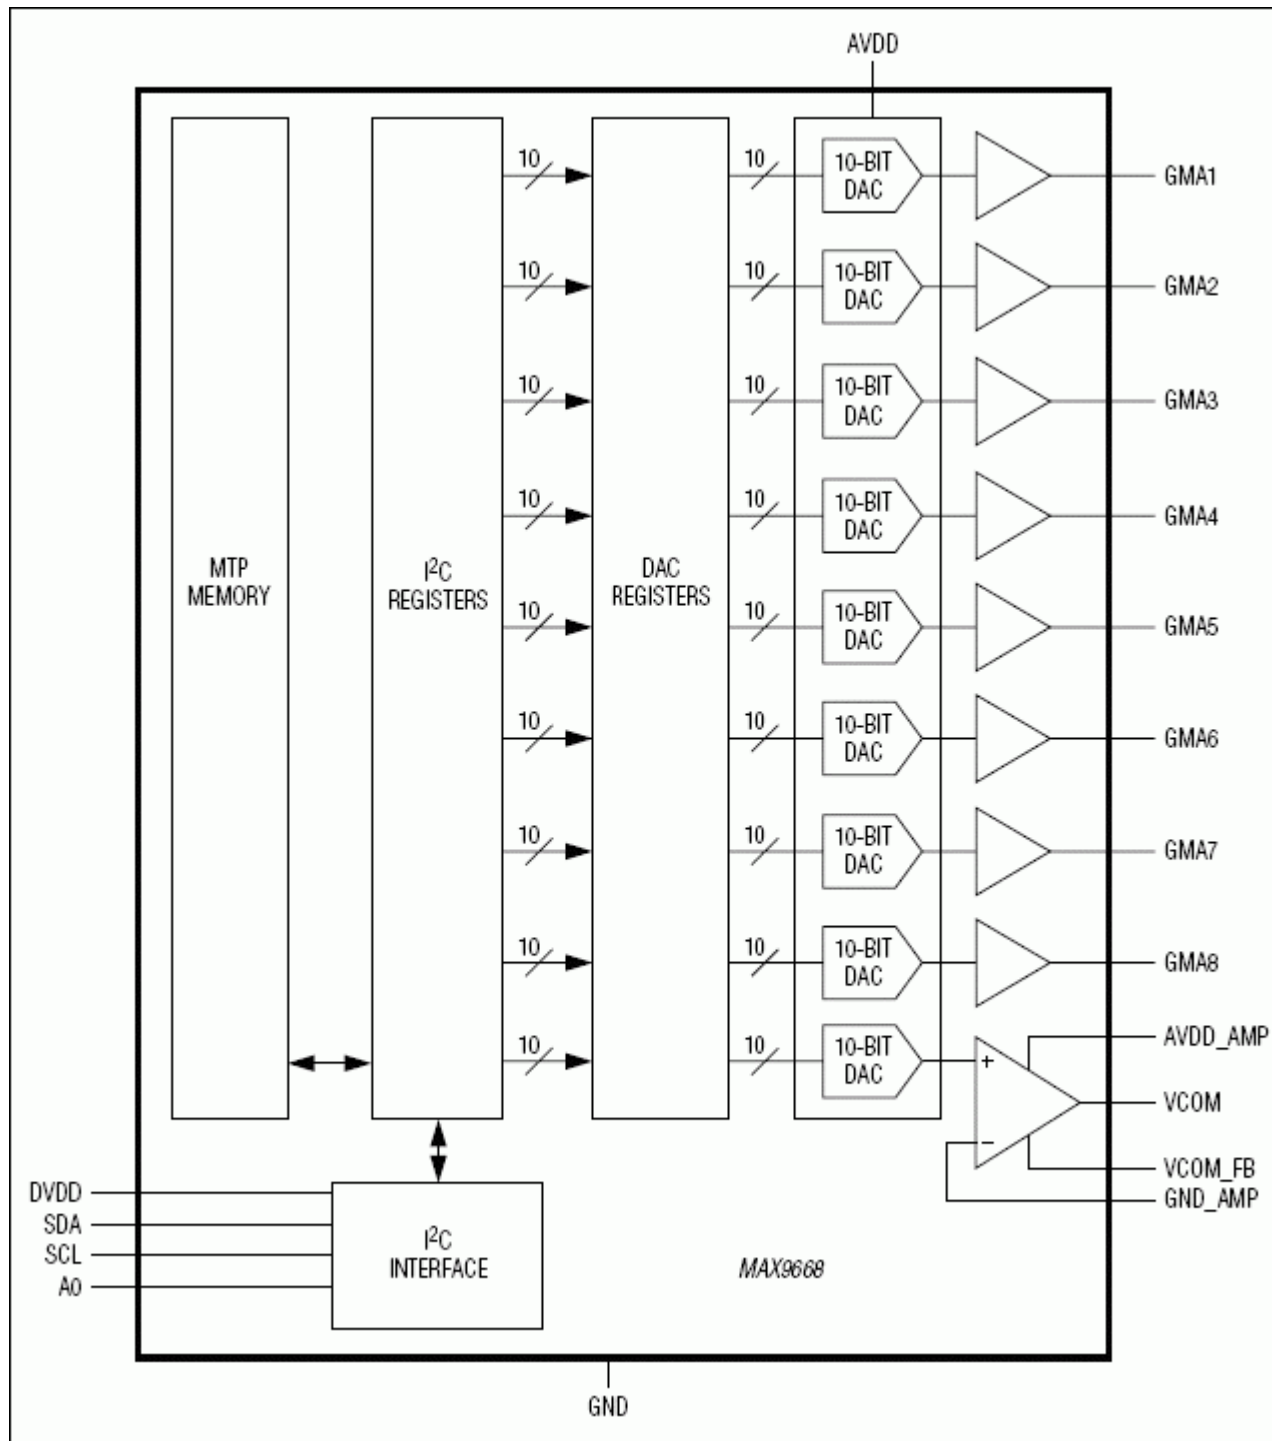 AVDD
10
10
10-BIT
DAC
GMA1
10
10
10-BIT
DAC
GMA2
10
10
10-BIT
DAC
GMA3
10
10
10-BIT
DAC
GMA4
MTP
MEMORY
I²C
REGISTERS
DAC
REGISTERS
10
10
10-BIT
DAC
GMA5
10
10
10-BIT
DAC
GMA6
10
10
10-BIT
DAC
GMA7
10
10
10-BIT
DAC
GMA8
10
10
10-BIT
DAC
+
−
AVDD_AMP
VCOM
VCOM_FB
GND_AMP
DVDD
SDA
SCL
A0
I²C
INTERFACE
MAX9668
GND